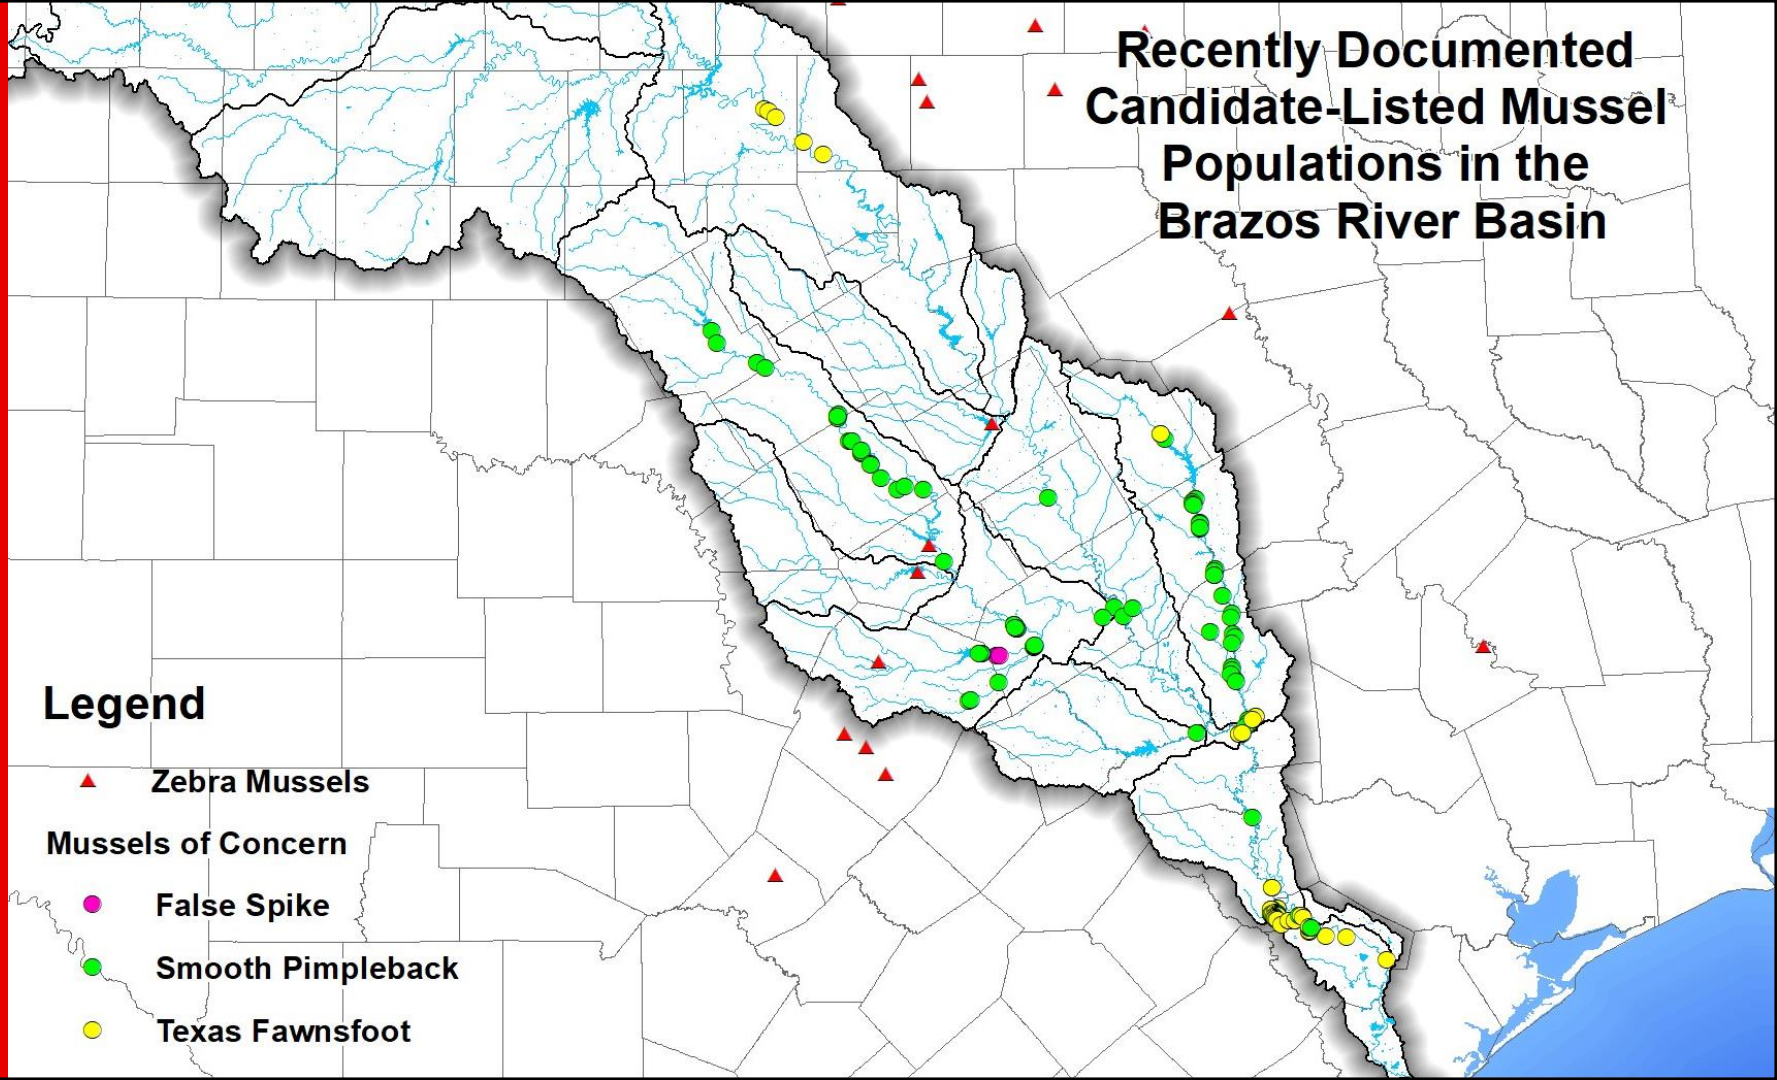 Recently Documented
Candidate-Listed Mussel
Populations in the
Brazos River Basin
Legend
Zebra Mussels
Mussels of Concern
False Spike
Smooth Pimpleback
Texas Fawnsfoot